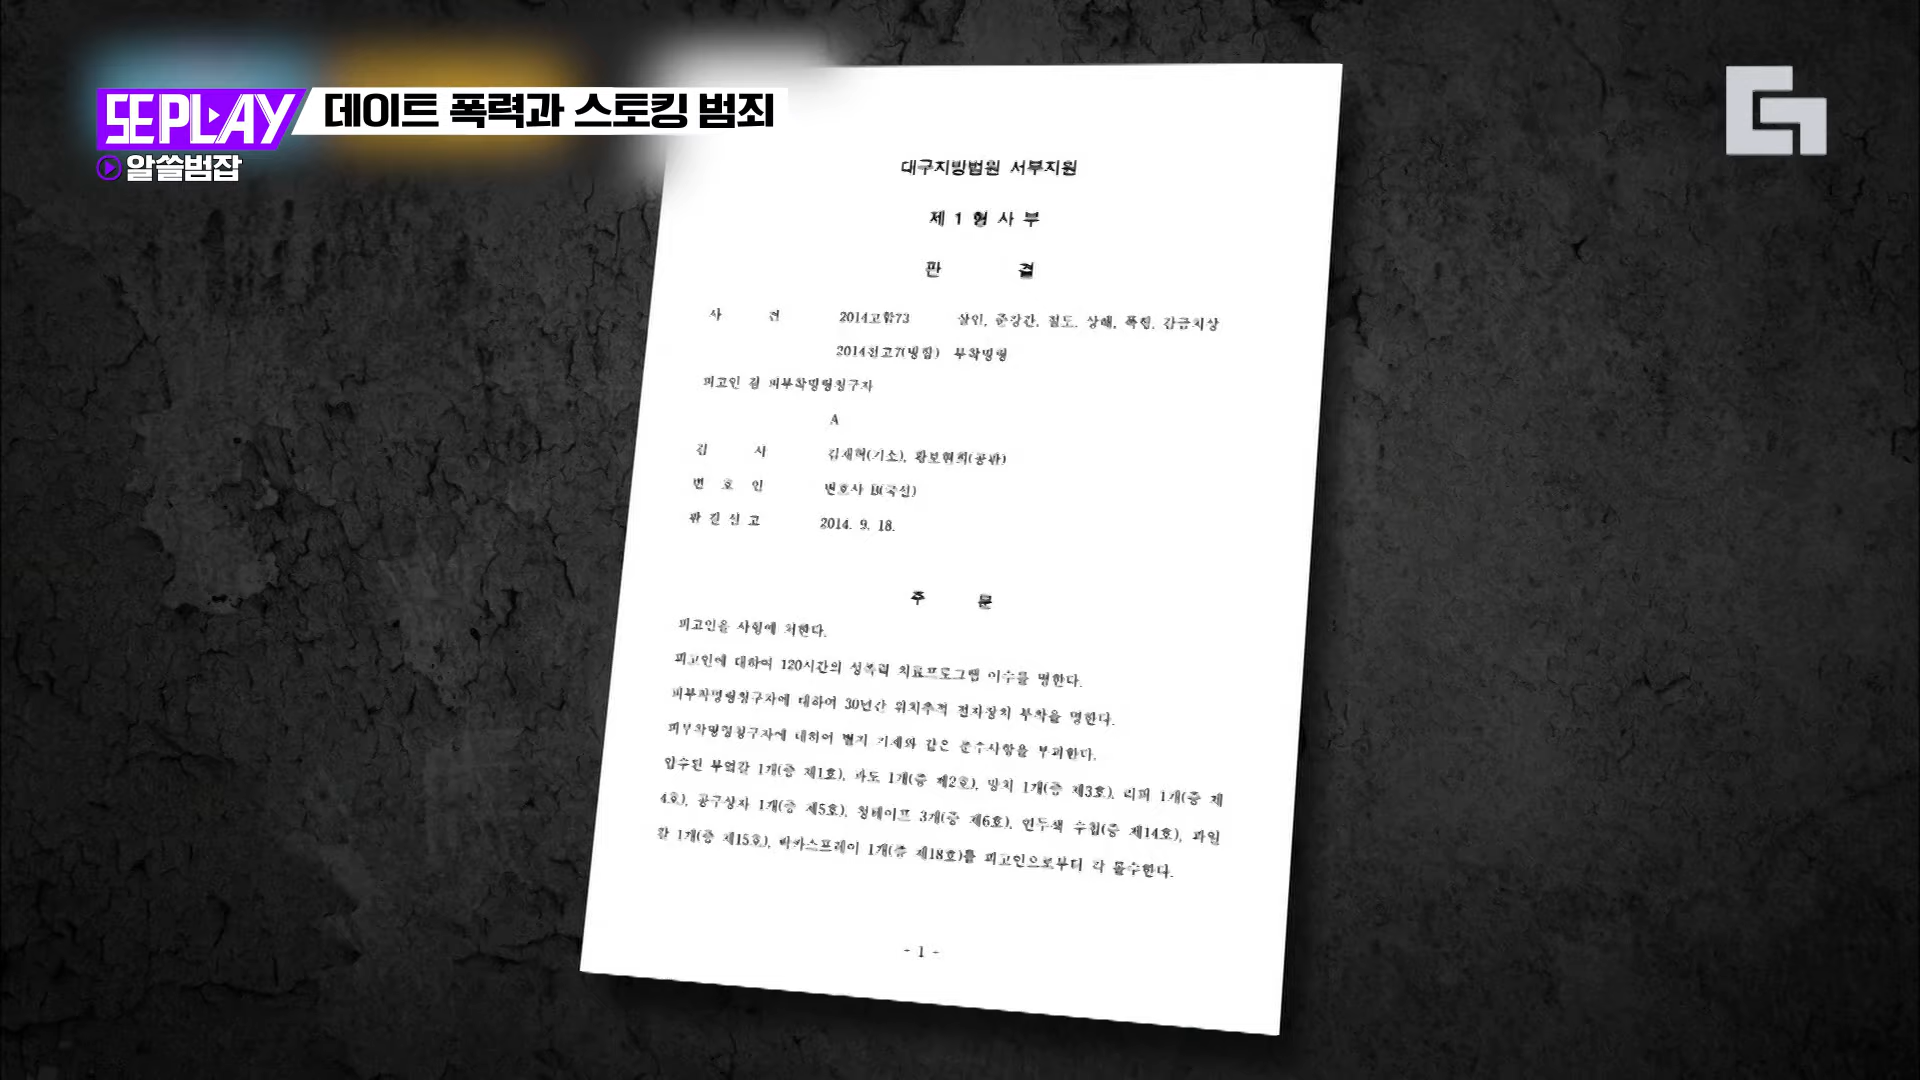 SEPLAY 데이트 폭력과 스토킹 범죄
알쓸범잡
대구지방법원 서부지원
제 1 형 사 부
판 결
사 건 2014고합73 살인, 준강간, 절도, 상해, 폭행, 감금치상
2014전고7(병합) 부착명령
피고인 겸 피부착명령청구자
A
검 사 김재혁(기소), 황보현희(공판)
변 호 인 변호사 B(국선)
판 결 선 고 2014. 9. 18.
주 문
피고인을 사형에 처한다.
피고인에 대하여 120시간의 성폭력 치료프로그램 이수를 명한다.
피부착명령청구자에 대하여 30년간 위치추적 전자장치 부착을 명한다.
피부착명령청구자에 대하여 별지 기재와 같은 준수사항을 부과한다.
압수된 부엌칼 1개(증 제1호), 과도 1개(증 제2호), 망치 1개(증 제3호), 리퍼 1개(증 제
4호), 공구상자 1개(증 제5호), 청테이프 3개(증 제6호), 연두색 수첩(증 제14호), 과일
칼 1개(증 제15호), 락카스프레이 1개(증 제18호)를 피고인으로부터 각 몰수한다.
- 1 -